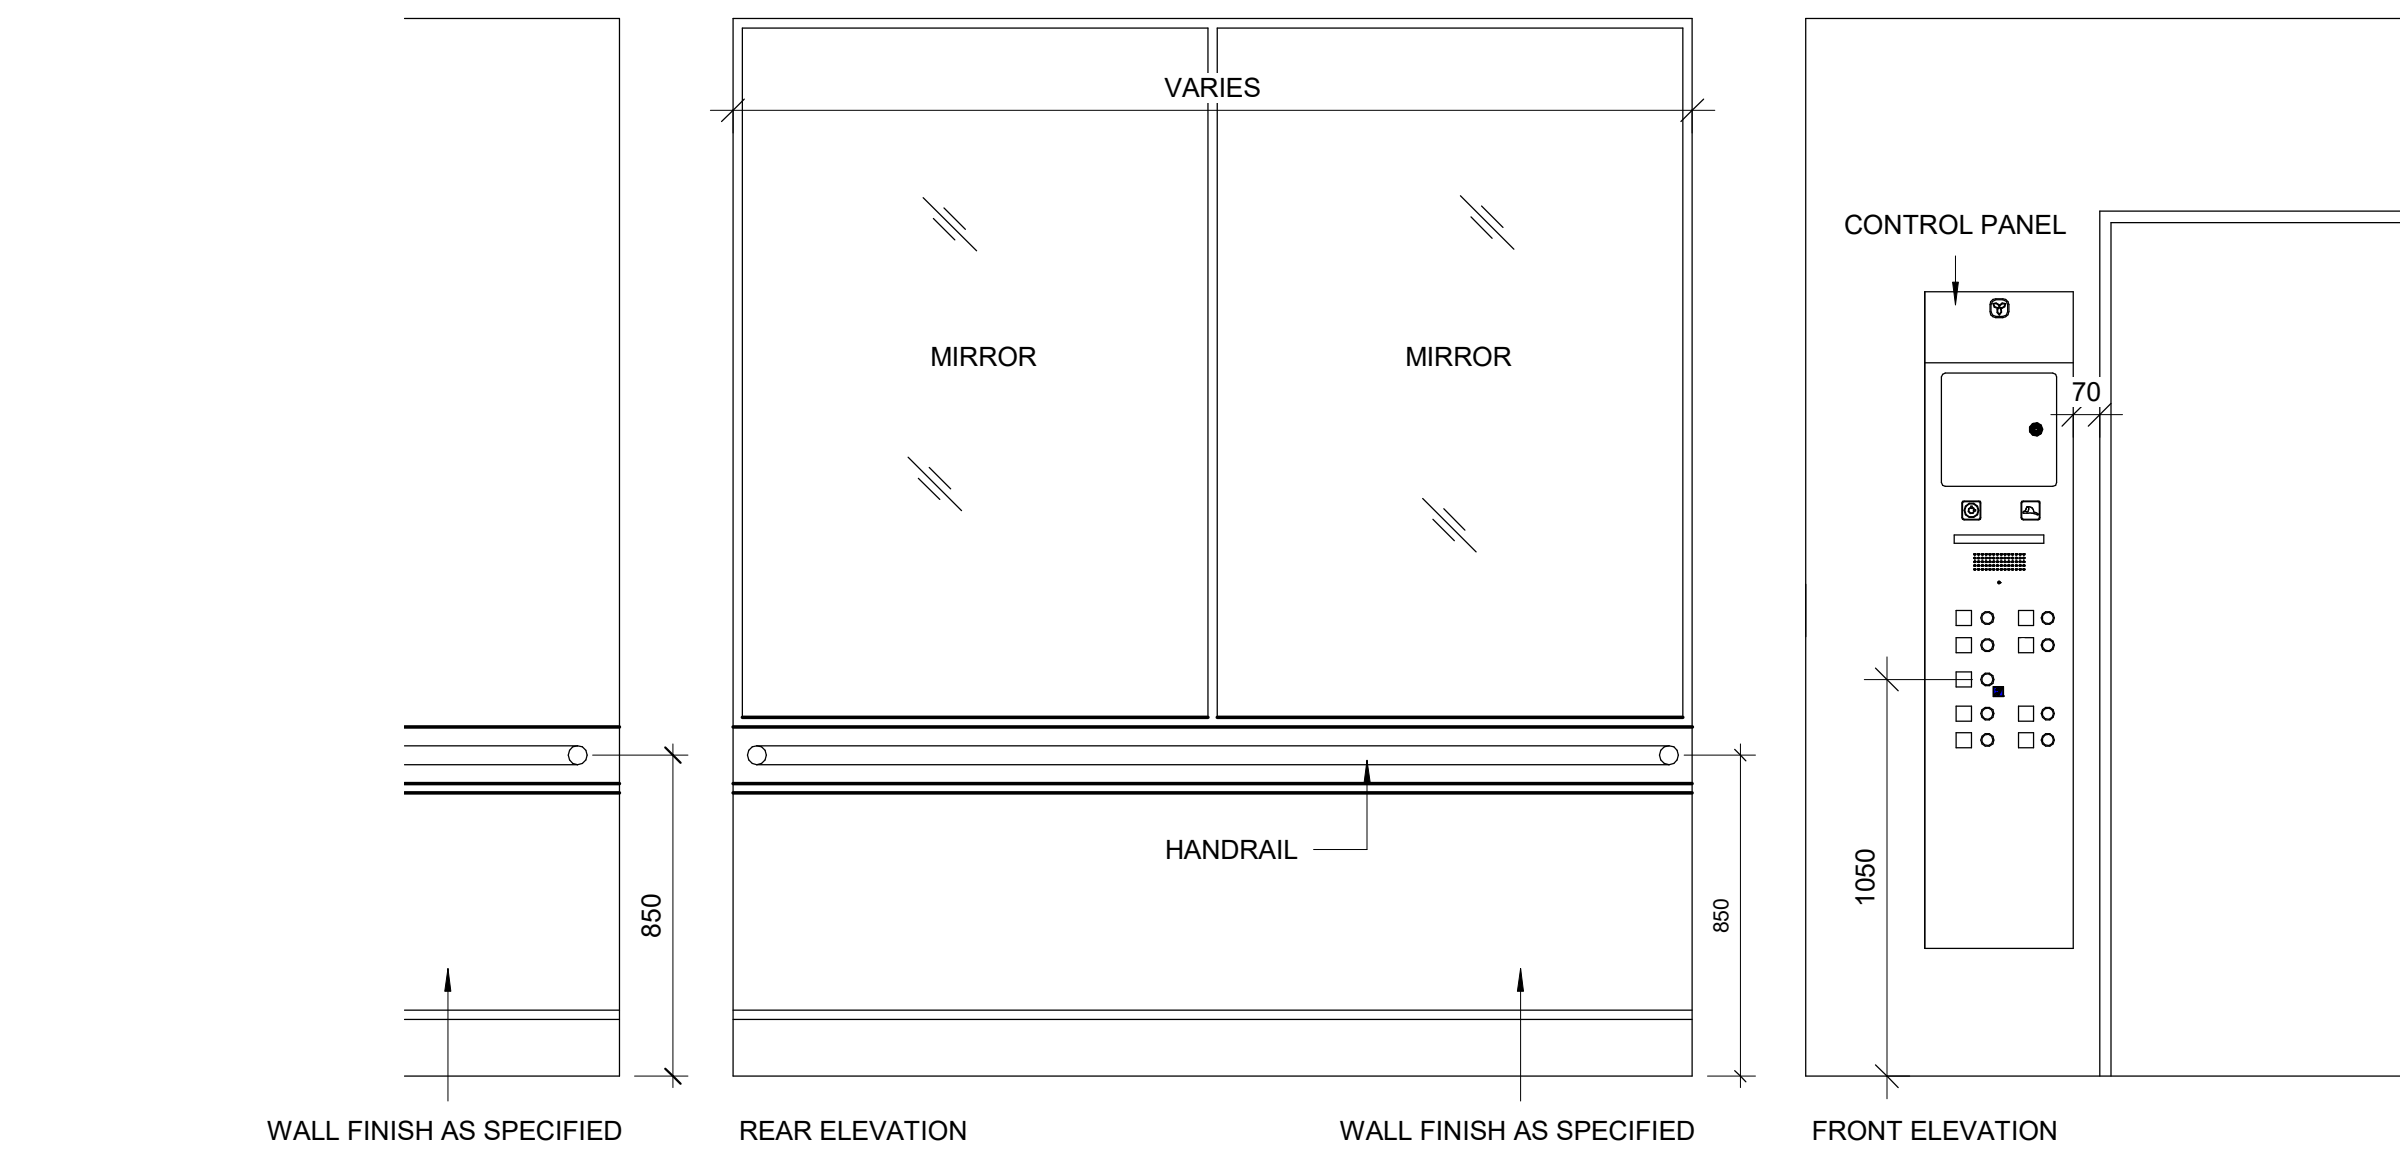 VARIES
CONTROL PANEL
MIRROR
MIRROR
70
HANDRAIL
850
850
1050
WALL FINISH AS SPECIFIED
REAR ELEVATION
WALL FINISH AS SPECIFIED
FRONT ELEVATION